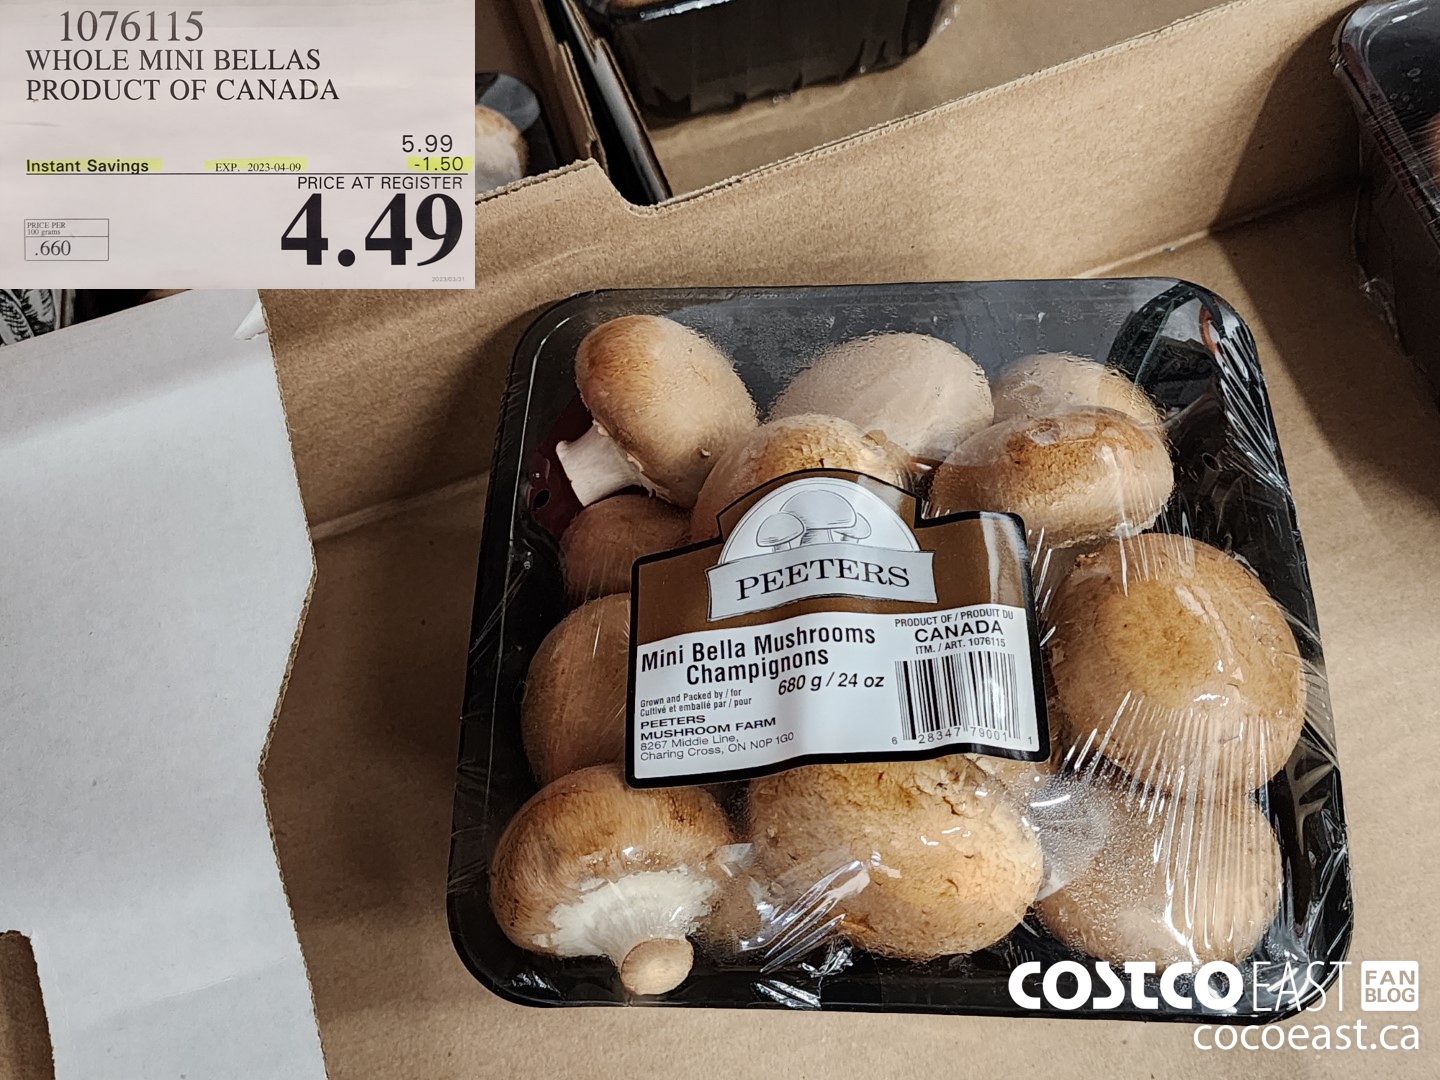 1076115
WHOLE MINI BELLAS
PRODUCT OF CANADA
5.99
Instant Savings EXP. 2023-04-09 -1.50
PRICE AT REGISTER
4.49
PRICE PER
100 grams
.660
2023/03/31
PEETERS
Mini Bella Mushrooms
Champignons
680 g / 24 oz
Grown and Packed by / for
Cultivé et emballé par / pour
PEETERS
MUSHROOM FARM
8267 Middle Line,
Charing Cross, ON N0P 1G0
PRODUCT OF / PRODUIT DU
CANADA
ITM. / ART. 1076115
6 28347 79001 1
COSTCO EAST FAN
BLOG
cocoeast.ca